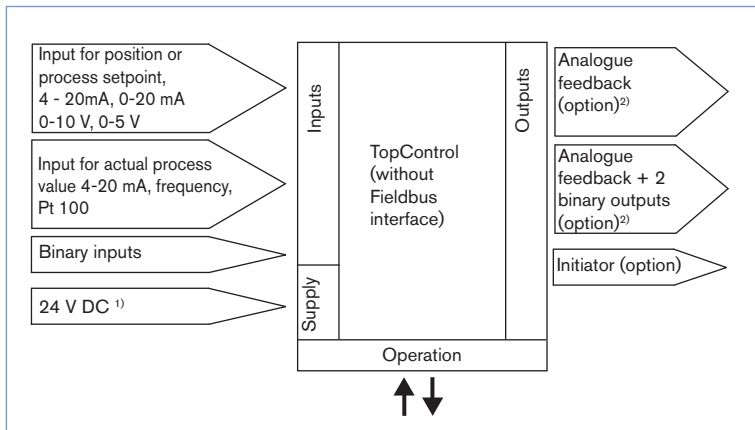 Input for position or
process setpoint,
4 - 20mA, 0-20 mA
0-10 V, 0-5 V
Input for actual process
value 4-20 mA, frequency,
Pt 100
Binary inputs
24 V DC ¹⁾
Inputs
Supply
TopControl
(without
Fieldbus
interface)
Operation
Outputs
Analogue
feedback
(option)²⁾
Analogue
feedback + 2
binary outputs
(option)²⁾
Initiator (option)